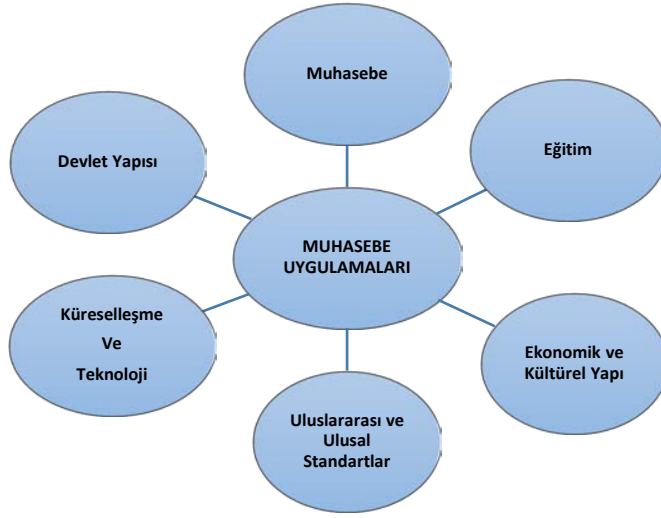 Muhasebe
Devlet Yapısı
Eğitim
MUHASEBE
UYGULAMALARI
Küreselleşme
Ve
Teknoloji
Ekonomik ve
Kültürel Yapı
Uluslararası ve
Ulusal
Standartlar